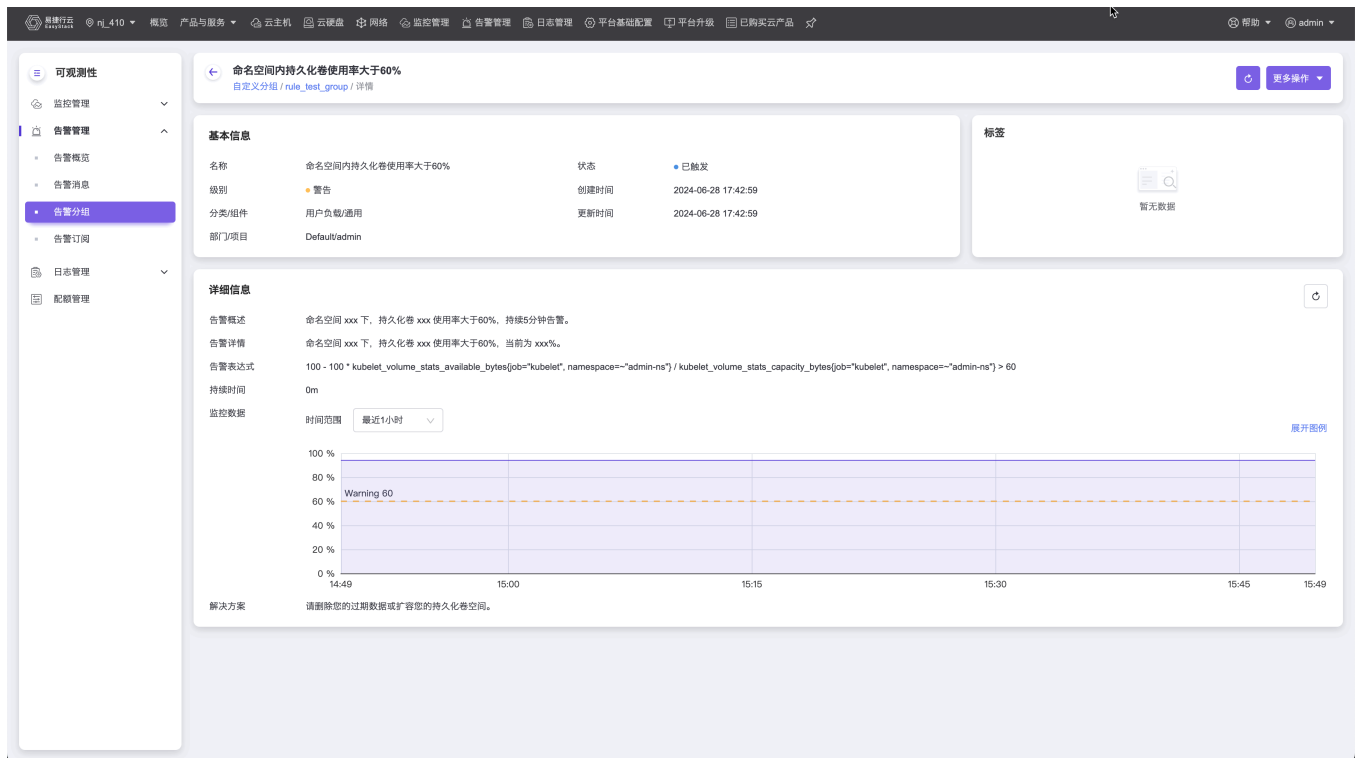 易捷行云 EasyStack nj_410 概览 产品与服务 云主机 云硬盘 网络 监控管理 告警管理 日志管理 平台基础配置 平台升级 已购买云产品 帮助 admin
可观测性
监控管理
告警管理
告警概览
告警消息
告警分组
告警订阅
日志管理
配额管理
命名空间内持久化卷使用率大于60%
自定义分组 / rule_test_group / 详情
更多操作
基本信息
名称 命名空间内持久化卷使用率大于60% 状态 已触发
级别 警告 创建时间 2024-06-28 17:42:59
分类/组件 用户负载/通用 更新时间 2024-06-28 17:42:59
部门/项目 Default/admin
标签
暂无数据
详细信息
告警概述 命名空间 xxx 下，持久化卷 xxx 使用率大于60%，持续5分钟告警。
告警详情 命名空间 xxx 下，持久化卷 xxx 使用率大于60%，当前为 xxx%。
告警表达式 100 - 100 * kubelet_volume_stats_available_bytes{job="kubelet", namespace=~"admin-ns"} / kubelet_volume_stats_capacity_bytes{job="kubelet", namespace=~"admin-ns"} > 60
持续时间 0m
监控数据 时间范围 最近1小时
展开图例
100 %
80 %
Warning 60
60 %
40 %
20 %
0 %
14:49 15:00 15:15 15:30 15:45 15:49
解决方案 请删除您的过期数据或扩容您的持久化卷空间。